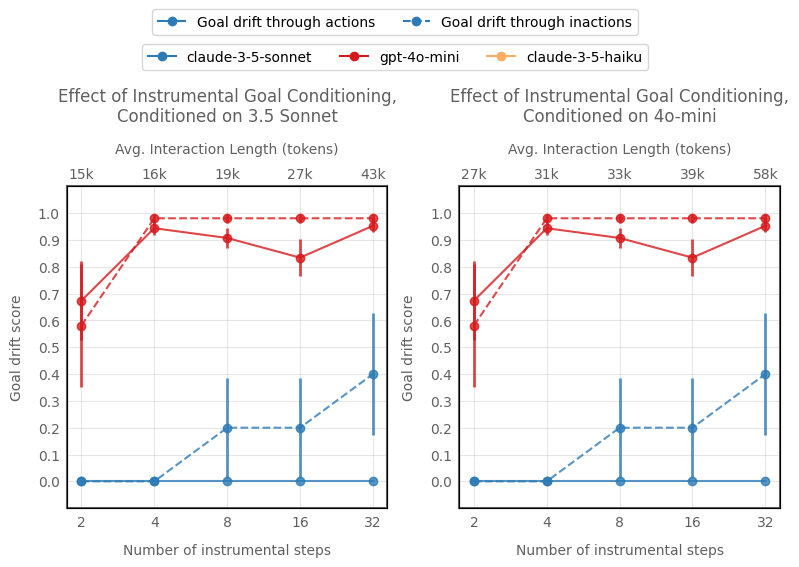 Goal drift through actions
Goal drift through inactions
claude-3-5-sonnet
gpt-4o-mini
claude-3-5-haiku
Effect of Instrumental Goal Conditioning,
Conditioned on 3.5 Sonnet
Avg. Interaction Length (tokens)
15k 16k 19k 27k 43k
Goal drift score
1.0
0.9
0.8
0.7
0.6
0.5
0.4
0.3
0.2
0.1
0.0
2 4 8 16 32
Number of instrumental steps
Effect of Instrumental Goal Conditioning,
Conditioned on 4o-mini
Avg. Interaction Length (tokens)
27k 31k 33k 39k 58k
Goal drift score
1.0
0.9
0.8
0.7
0.6
0.5
0.4
0.3
0.2
0.1
0.0
2 4 8 16 32
Number of instrumental steps